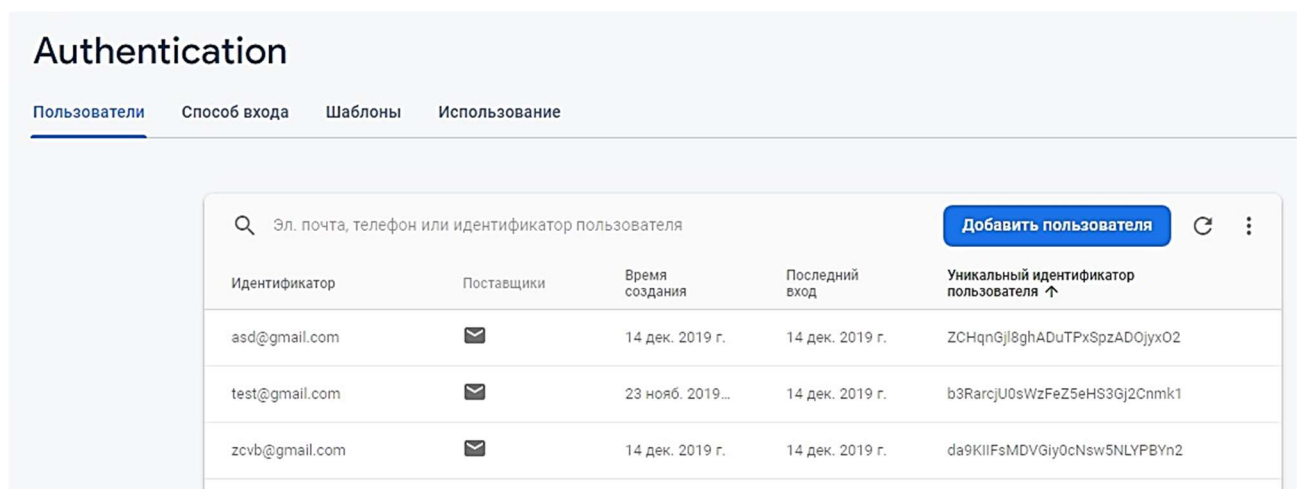 Authentication
Пользователи Способ входа Шаблоны Использование
Эл. почта, телефон или идентификатор пользователя Добавить пользователя
Идентификатор Поставщики Время создания Последний вход Уникальный идентификатор пользователя ↑
asd@gmail.com 14 дек. 2019 г. 14 дек. 2019 г. ZCHqnGjl8ghADuTPxSpzADOjyxO2
test@gmail.com 23 нояб. 2019... 14 дек. 2019 г. b3RarcjU0sWzFeZ5eHS3Gj2Cnmk1
zcvb@gmail.com 14 дек. 2019 г. 14 дек. 2019 г. da9KIIFsMDVGiy0cNsw5NLYPBYn2